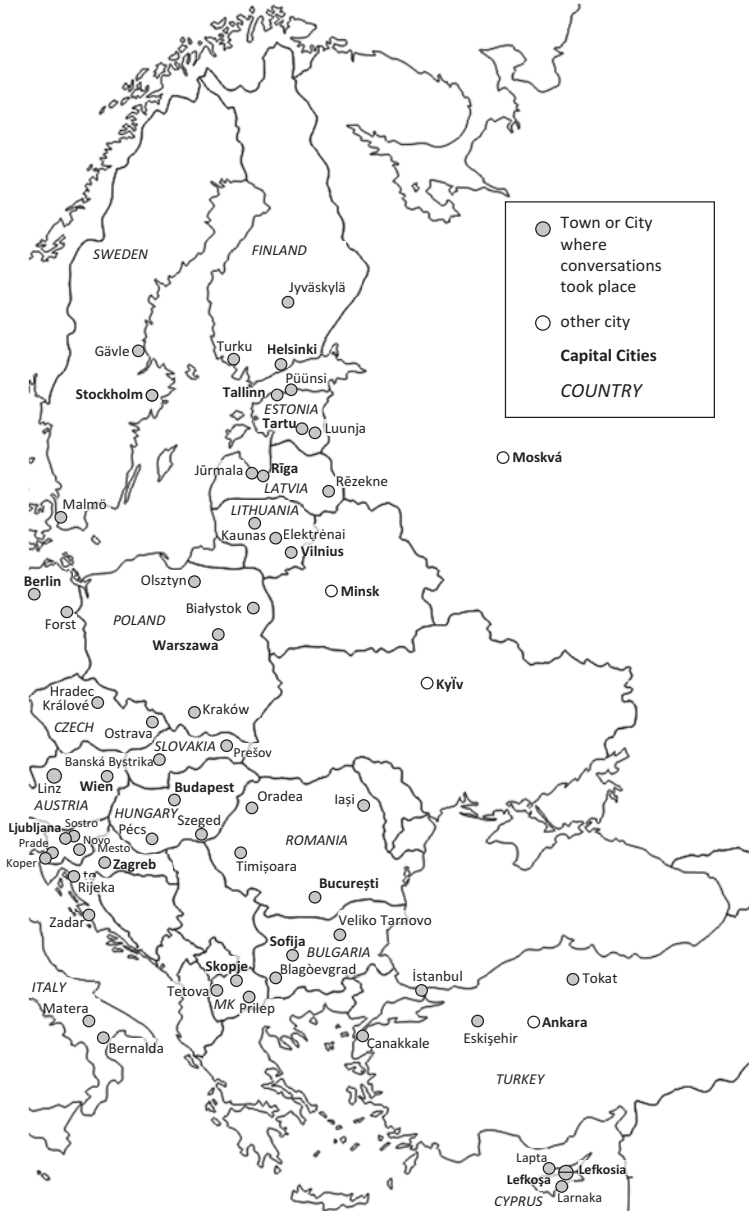 Town or City
where
conversations
took place
other city
Capital Cities
COUNTRY
SWEDEN
FINLAND
Jyväskylä
Gävle
Turku
Helsinki
Püünsi
Stockholm
Tallinn
ESTONIA
Tartu
Luunja
Moskvá
Jūrmala
Rīga
LATVIA
Rēzekne
Malmö
LITHUANIA
Kaunas
Elektrėnai
Vilnius
Berlin
Olsztyn
Minsk
Forst
POLAND
Białystok
Warszawa
Hradec
Králové
Kraków
KyÏv
CZECH
Ostrava
SLOVAKIA
Prešov
Banská Bystrika
Linz
Wien
Budapest
Oradea
Iași
AUSTRIA
HUNGARY
Ljubljana
Sostro
Pécs
Szeged
ROMANIA
Prade
Novo
Mesto
Koper
Zagreb
Timișoara
ta
Rijeka
București
Zadar
Veliko Tarnovo
Sofija
BULGARIA
Skopje
Blagòevgrad
İstanbul
Tokat
ITALY
Tetova
MK
Prilep
Matera
Bernalda
Çanakkale
Eskişehir
Ankara
TURKEY
Lapta
Lefkosia
Lefkoşa
Larnaka
CYPRUS